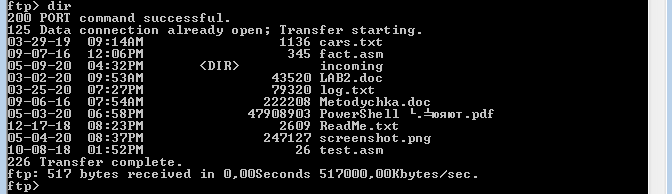 ftp> dir
200 PORT command successful.
125 Data connection already open; Transfer starting.
03-29-19 09:14AM 1136 cars.txt
09-07-16 12:06PM 345 fact.asm
05-09-20 04:32PM <DIR> incoming
03-02-20 09:53AM 43520 LAB2.doc
03-25-20 07:27PM 79320 log.txt
09-06-16 07:54AM 222208 Metodychka.doc
05-03-20 06:58PM 47908903 PowerShell └.╧юяют.pdf
12-17-18 08:23PM 2609 ReadMe.txt
05-04-20 08:37PM 247127 screenshot.png
10-08-18 01:52PM 26 test.asm
226 Transfer complete.
ftp: 517 bytes received in 0,00Seconds 517000,00Kbytes/sec.
ftp>